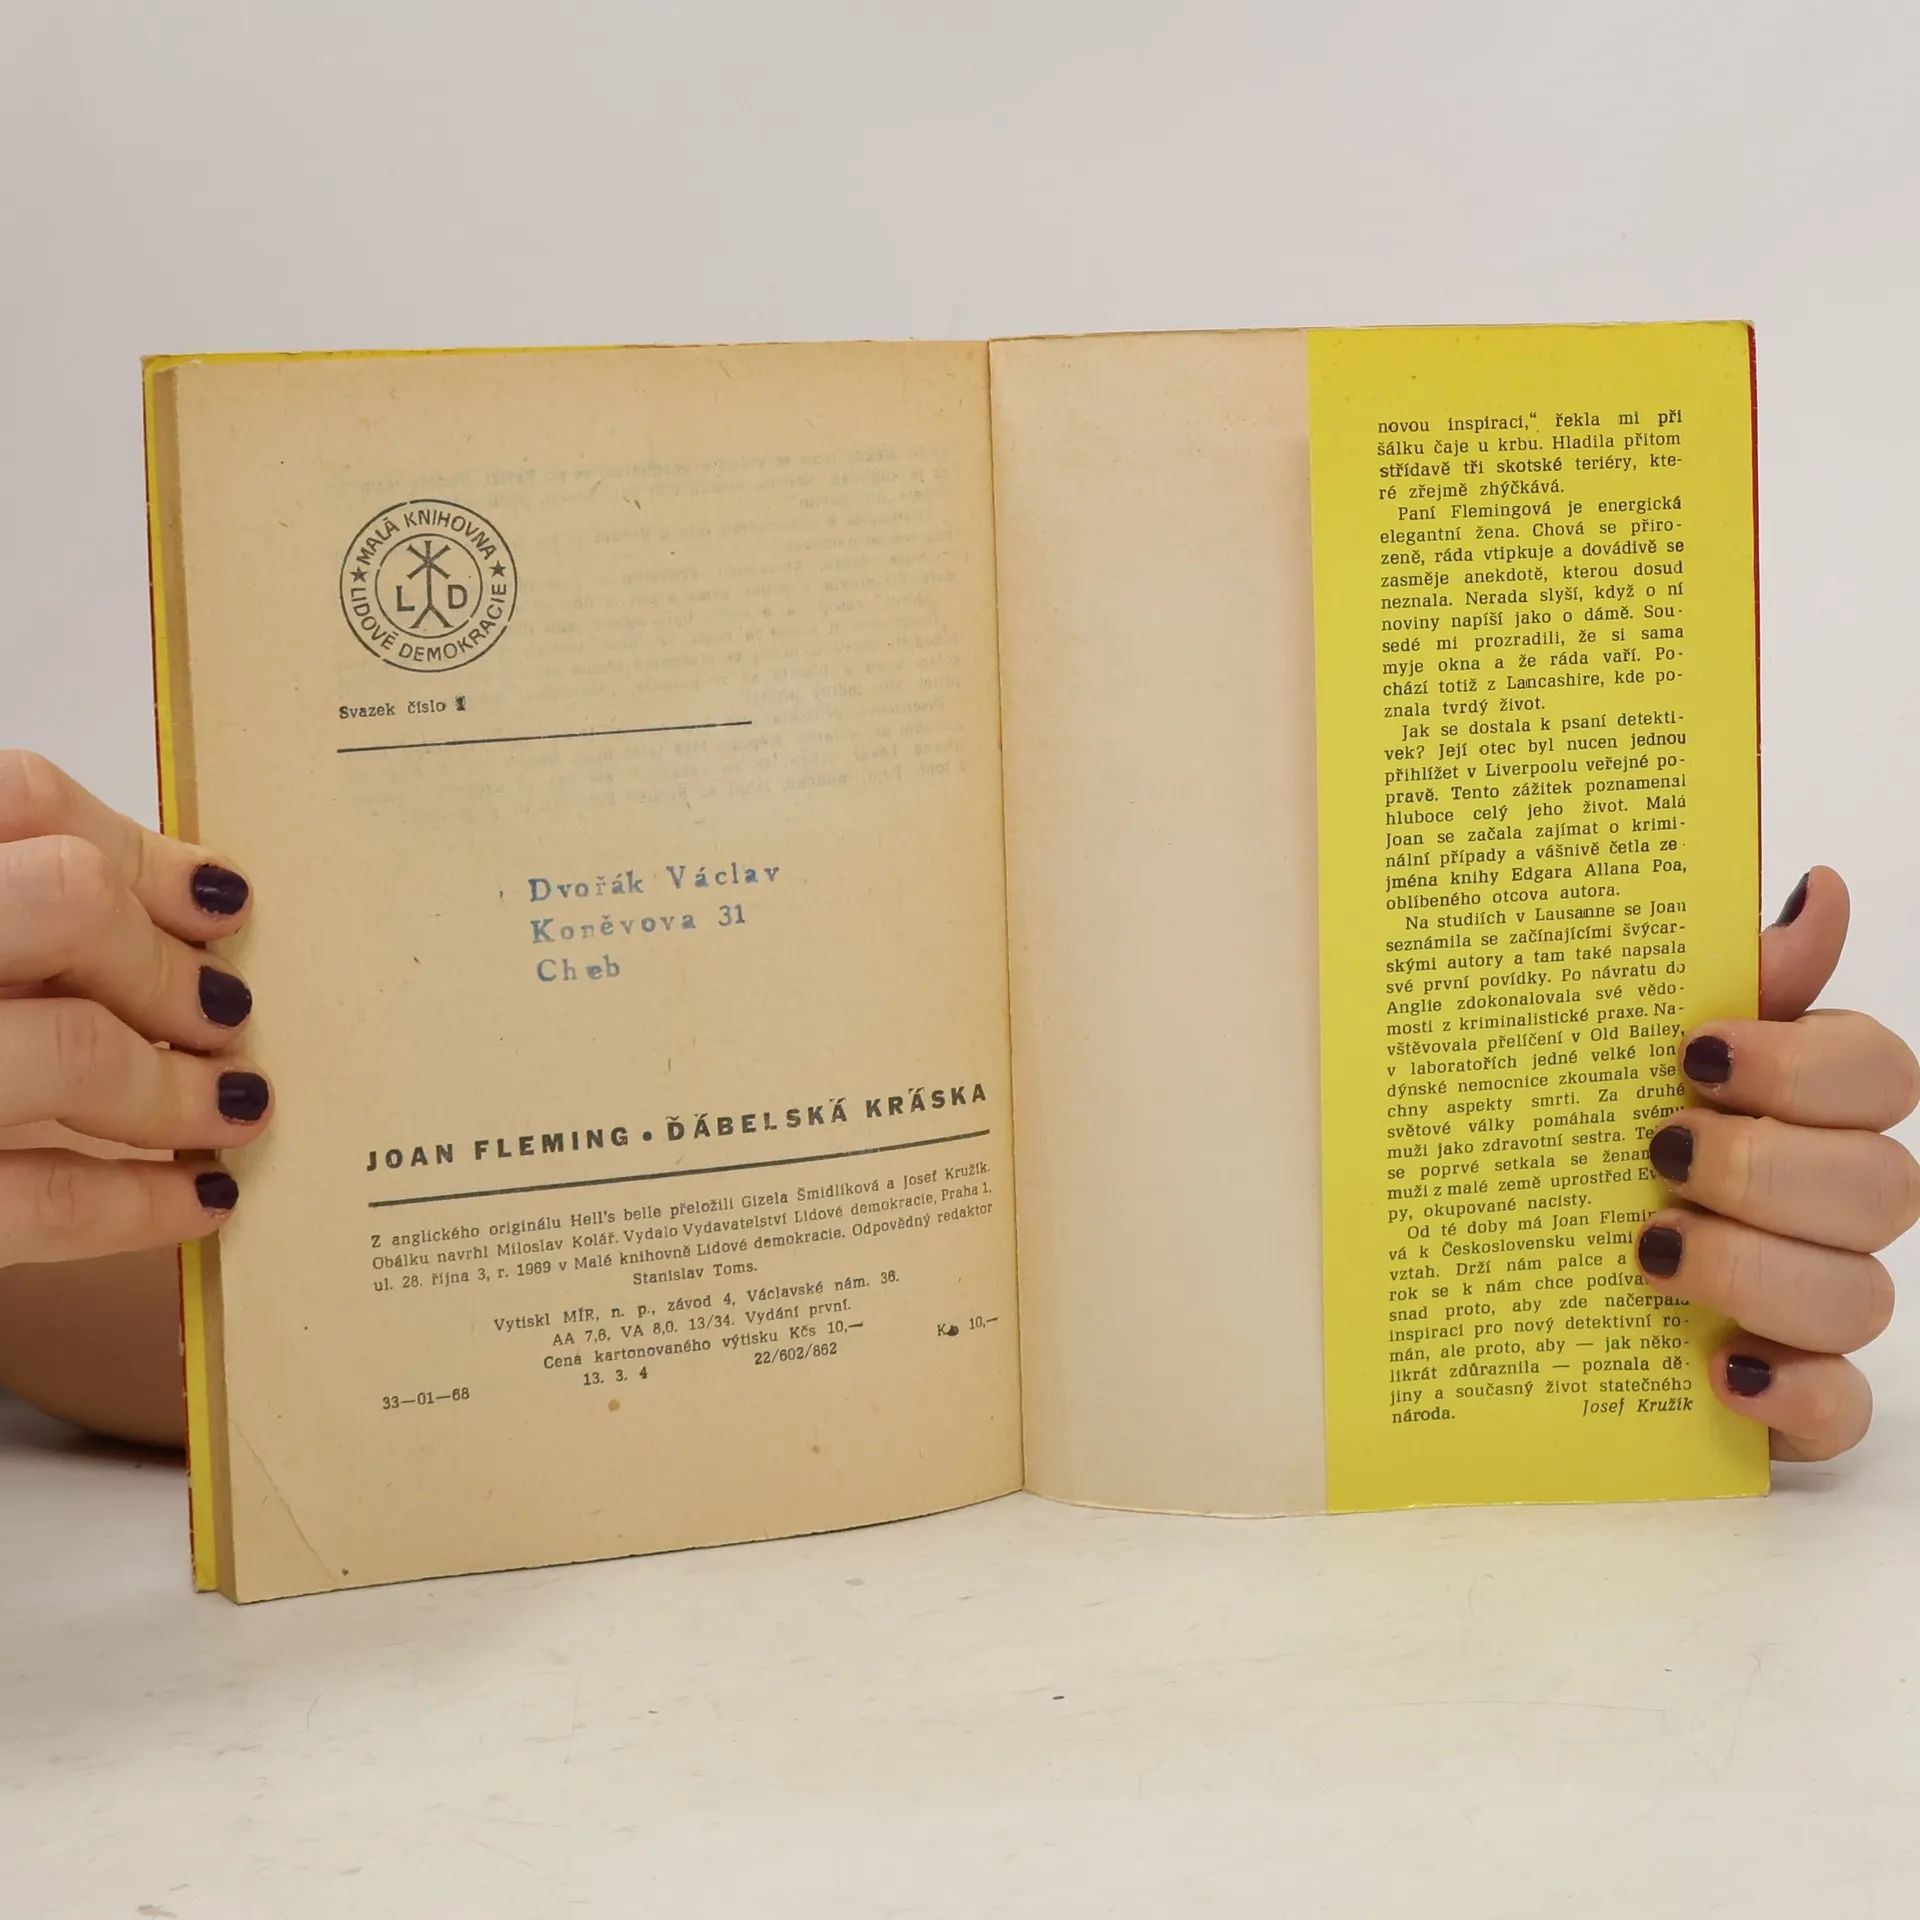 MALÁ KNIHOVNA
LIDOVÉ DEMOKRACIE
L D
Svazek číslo 1
Dvořák Václav
Koněvova 31
Cheb
JOAN FLEMING • ĎÁBELSKÁ KRÁSKA
Z anglického originálu Hell's belle přeložili Gizela Šmidlíková a Josef Kružík.
Obálku navrhl Miloslav Kolář. Vydalo Vydavatelství Lidové demokracie, Praha 1,
ul. 28. října 3, r. 1969 v Malé knihovně Lidové demokracie. Odpovědný redaktor
Stanislav Toms.
Vytiskl MÍR, n. p., závod 4, Václavské nám. 36.
AA 7,8, VA 8,0. 13/34. Vydání první.
Cena kartonovaného výtisku Kčs 10,—
13. 3. 4
22/602/862
10,—
33—01—68
novou inspiraci,“ řekla mi při
šálku čaje u krbu. Hladila přitom
střídavě tři skotské teriéry, kte-
ré zřejmě zhýčkává.
Paní Flemingová je energická
elegantní žena. Chová se přiro-
zeně, ráda vtipkuje a dovádivě se
zasměje anekdotě, kterou dosud
neznala. Nerada slyší, když o ní
noviny napíší jako o dámě. Sou-
sedé mi prozradili, že si sama
myje okna a že ráda vaří. Po-
chází totiž z Lancashire, kde po-
znala tvrdý život.
Jak se dostala k psaní detekti-
vek? Její otec byl nucen jednou
přihlížet v Liverpoolu veřejné po-
pravě. Tento zážitek poznamenal
hluboce celý jeho život. Malá
Joan se začala zajímat o krimi-
nální případy a vášnivě četla ze-
jména knihy Edgara Allana Poa,
oblíbeného otcova autora.
Na studiích v Lausanne se Joan
seznámila se začínajícími švýcar-
skými autory a tam také napsala
své první povídky. Po návratu do
Anglie zdokonalovala své vědo-
mosti z kriminalistické praxe. Na-
vštěvovala přelíčení v Old Bailey,
v laboratořích jedné velké lon-
dýnské nemocnice zkoumala vše-
chny aspekty smrti. Za druhé
světové války pomáhala svému
muži jako zdravotní sestra.
se poprvé setkala se
muži z malé země uprostřed
py, okupované nacisty.
Od té doby má Joan
vá k Československu velmi
vztah. Drží nám palce a
rok se k nám chce
snad proto, aby zde načerpala
inspiraci pro nový detektivní ro-
mán, ale proto, aby — jak něko-
likrát zdůraznila — poznala dě-
jiny a současný život statečného
národa. Josef Kružík